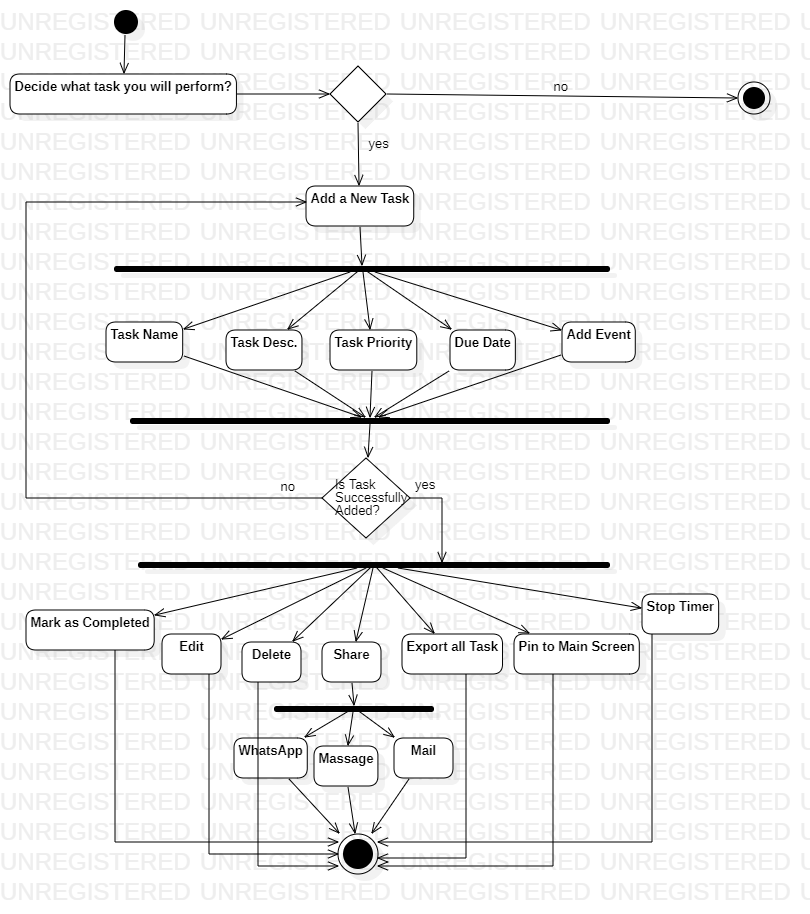 Decide what task you will perform?
no
yes
Add a New Task
Task Name
Task Desc.
Task Priority
Due Date
Add Event
no
Is Task
Successfully
Added?
yes
Mark as Completed
Edit
Delete
Share
Export all Task
Pin to Main Screen
Stop Timer
WhatsApp
Massage
Mail
UNREGISTERED